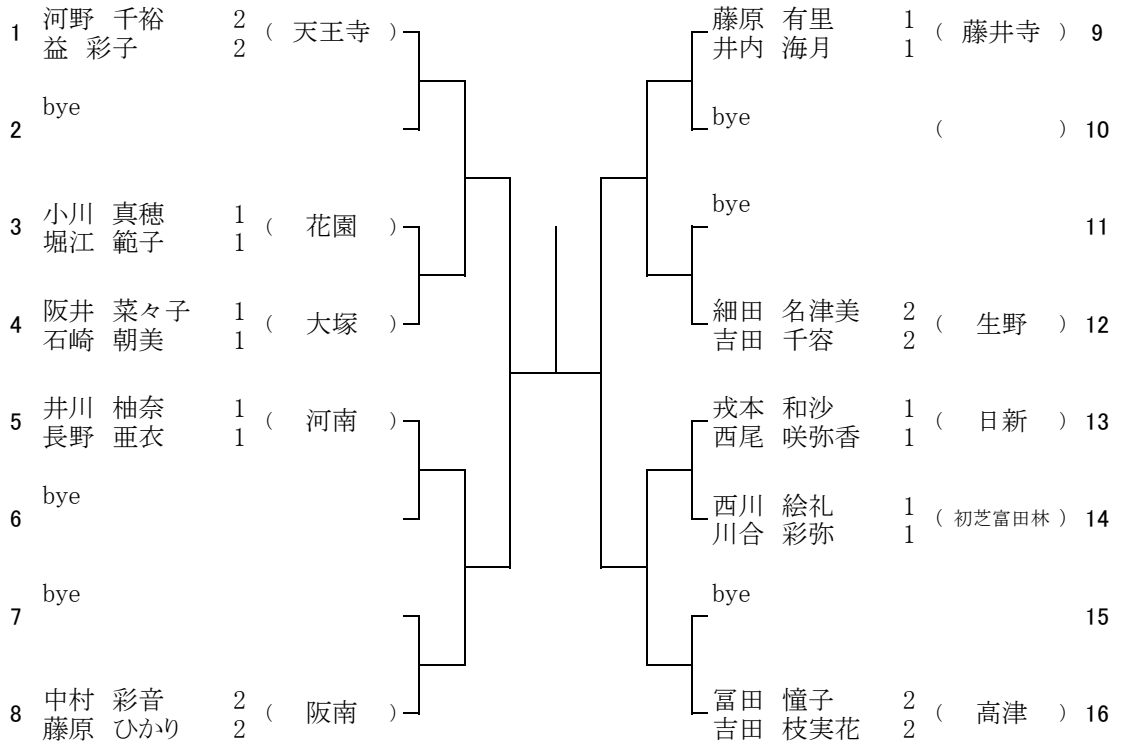 1 河野 千裕 2 ( 天王寺 )
益 彩子 2
2 bye
3 小川 真穂 1 ( 花園 )
堀江 範子 1
4 阪井 菜々子 1 ( 大塚 )
石崎 朝美 1
5 井川 柚奈 1 ( 河南 )
長野 亜衣 1
6 bye
7 bye
8 中村 彩音 2 ( 阪南 )
藤原 ひかり 2
藤原 有里 1 ( 藤井寺 ) 9
井内 海月 1
bye ( ) 10
bye 11
細田 名津美 2 ( 生野 ) 12
吉田 千容 2
戎本 和沙 1 ( 日新 ) 13
西尾 咲弥香 1
西川 絵礼 1 ( 初芝富田林 ) 14
川合 彩弥 1
bye 15
冨田 憧子 2 ( 高津 ) 16
吉田 枝実花 2